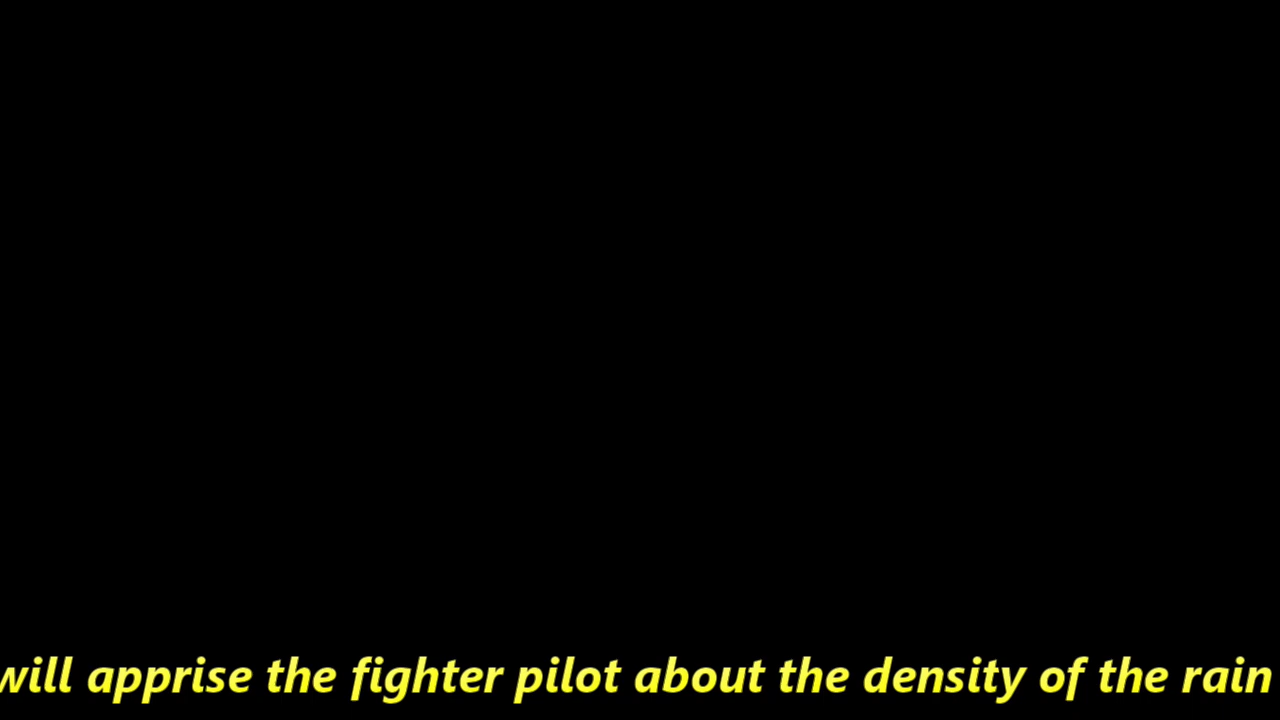 will apprise the fighter pilot about the density of the rain